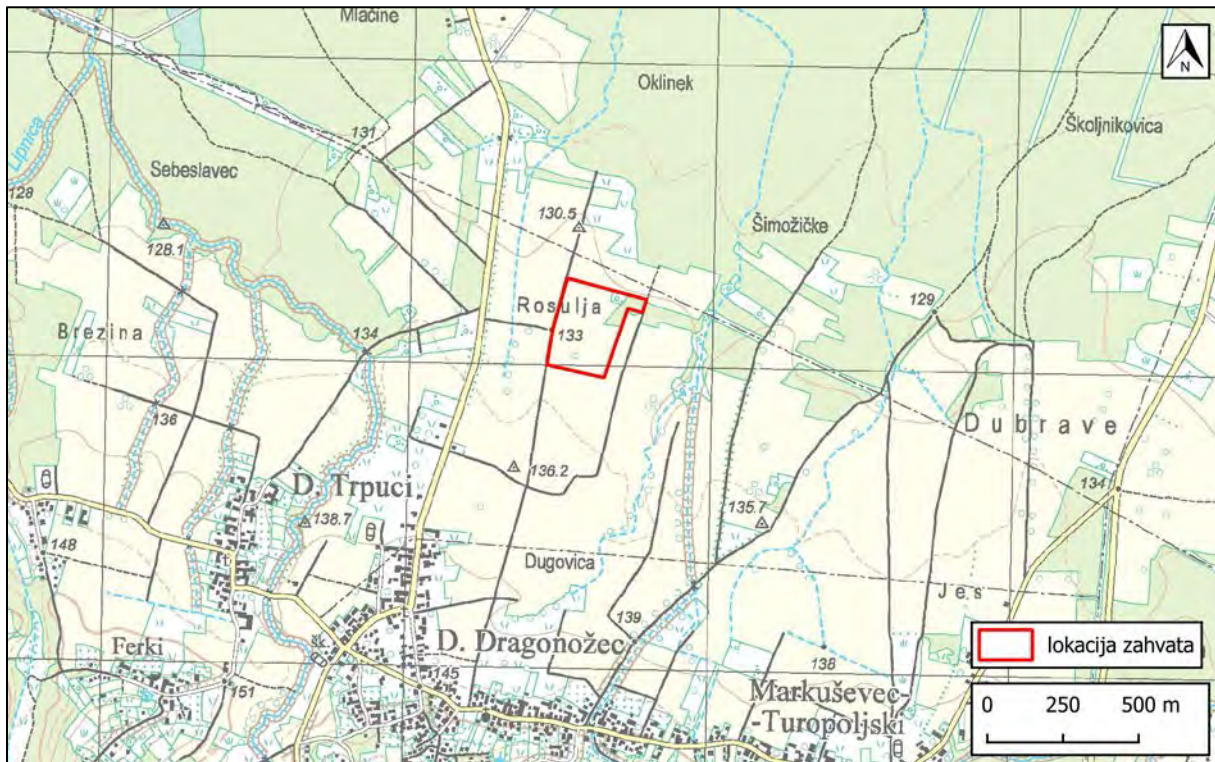 Mlačine
N
Oklinek
Školjnikovica
Lipnica
131
Sebeslavec
128
130.5
Šimožičke
128.1
129
Rosulja
Brezina
133
134
Dubrave
136
136.2
134
D. Trpuci
135.7
138.7
148
Dugovica
Jes
139
D. Dragonožec
lokacija zahvata
Ferki
138
151
145
Markuševec-
-Turopoljski
0 250 500 m